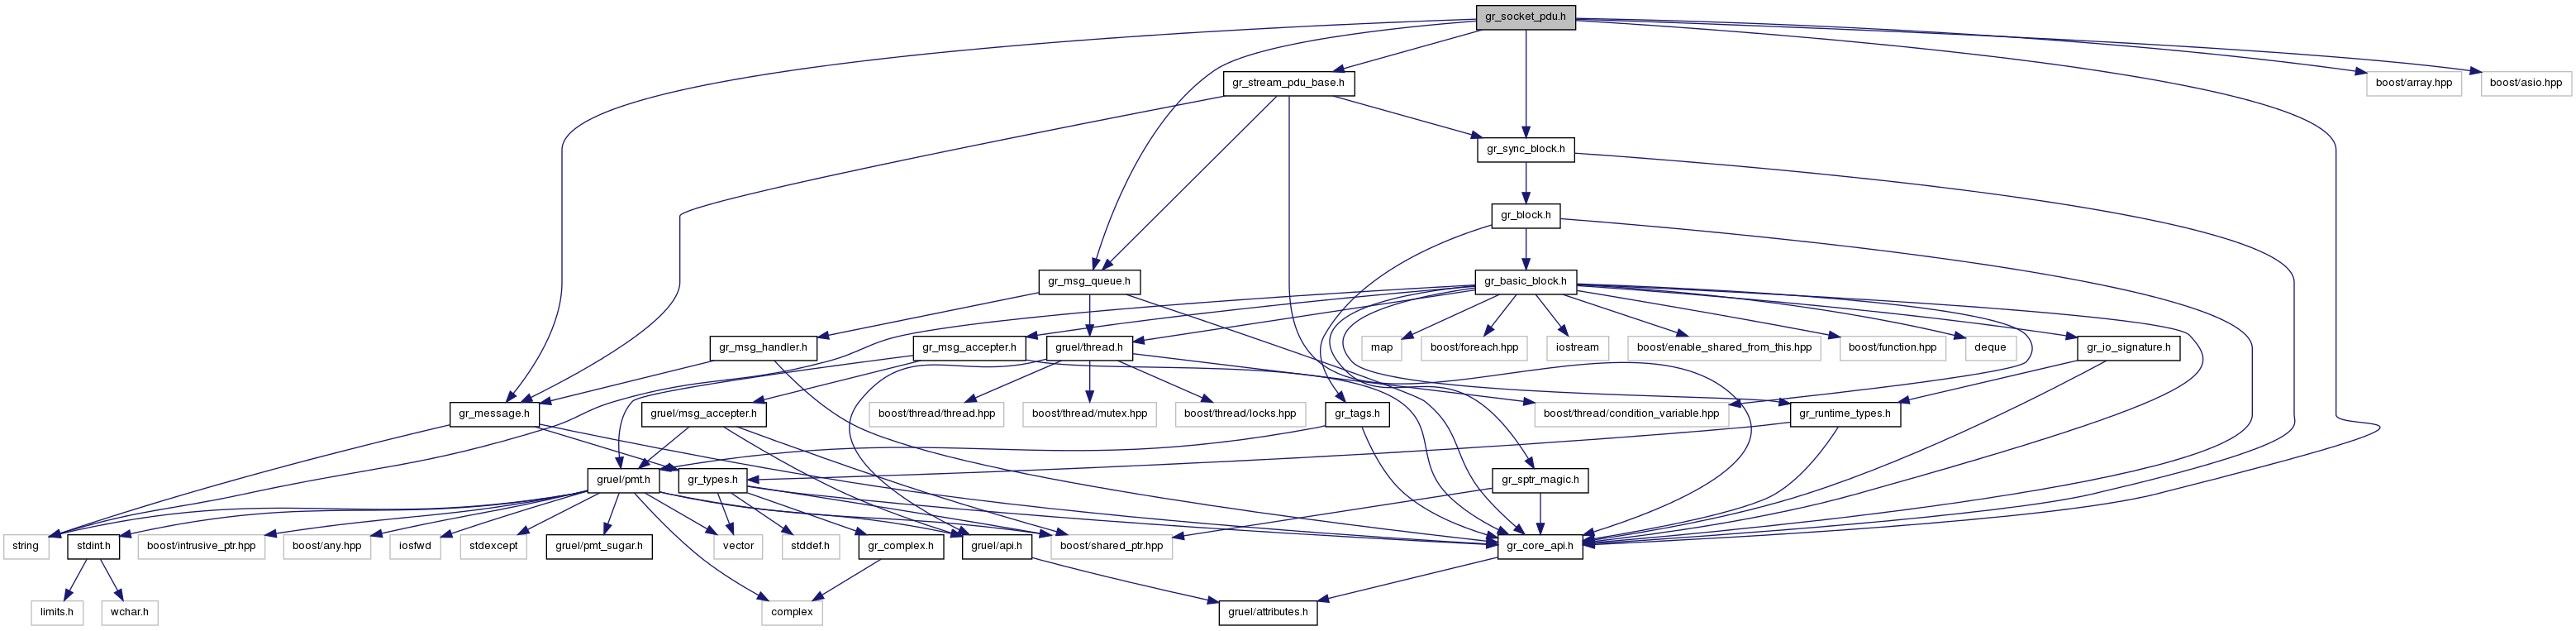 gr_socket_pdu.h
gr_stream_pdu_base.h
boost/array.hpp
boost/asio.hpp
gr_sync_block.h
gr_block.h
gr_msg_queue.h
gr_basic_block.h
gr_msg_handler.h
gr_msg_accepter.h
gruel/thread.h
map
boost/foreach.hpp
iostream
boost/enable_shared_from_this.hpp
boost/function.hpp
deque
gr_io_signature.h
gr_message.h
gruel/msg_accepter.h
boost/thread/thread.hpp
boost/thread/mutex.hpp
boost/thread/locks.hpp
gr_tags.h
boost/thread/condition_variable.hpp
gr_runtime_types.h
gruel/pmt.h
gr_types.h
gr_sptr_magic.h
string
stdint.h
boost/intrusive_ptr.hpp
boost/any.hpp
iosfwd
stdexcept
gruel/pmt_sugar.h
vector
stddef.h
gr_complex.h
gruel/api.h
boost/shared_ptr.hpp
gr_core_api.h
limits.h
wchar.h
complex
gruel/attributes.h